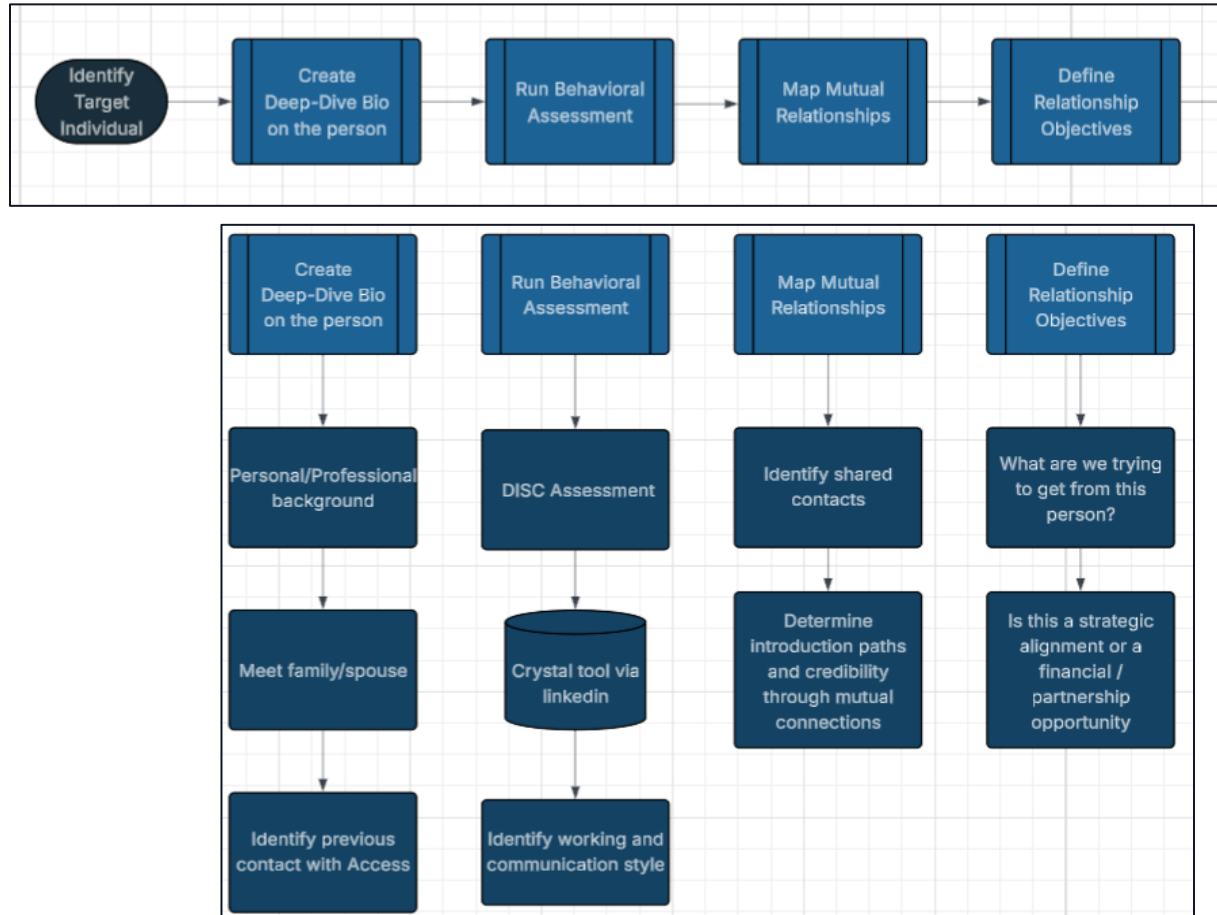 Identify
Target
Individual
Create
Deep-Dive Bio
on the person
Run Behavioral
Assessment
Map Mutual
Relationships
Define
Relationship
Objectives
Create
Deep-Dive Bio
on the person
Run Behavioral
Assessment
Map Mutual
Relationships
Define
Relationship
Objectives
Personal/Professional
background
DISC Assessment
Identify shared
contacts
What are we trying
to get from this
person?
Meet family/spouse
Crystal tool via
linkedin
Determine
introduction paths
and credibility
through mutual
connections
Is this a strategic
alignment or a
financial /
partnership
opportunity
Identify previous
contact with Access
Identify working and
communication style